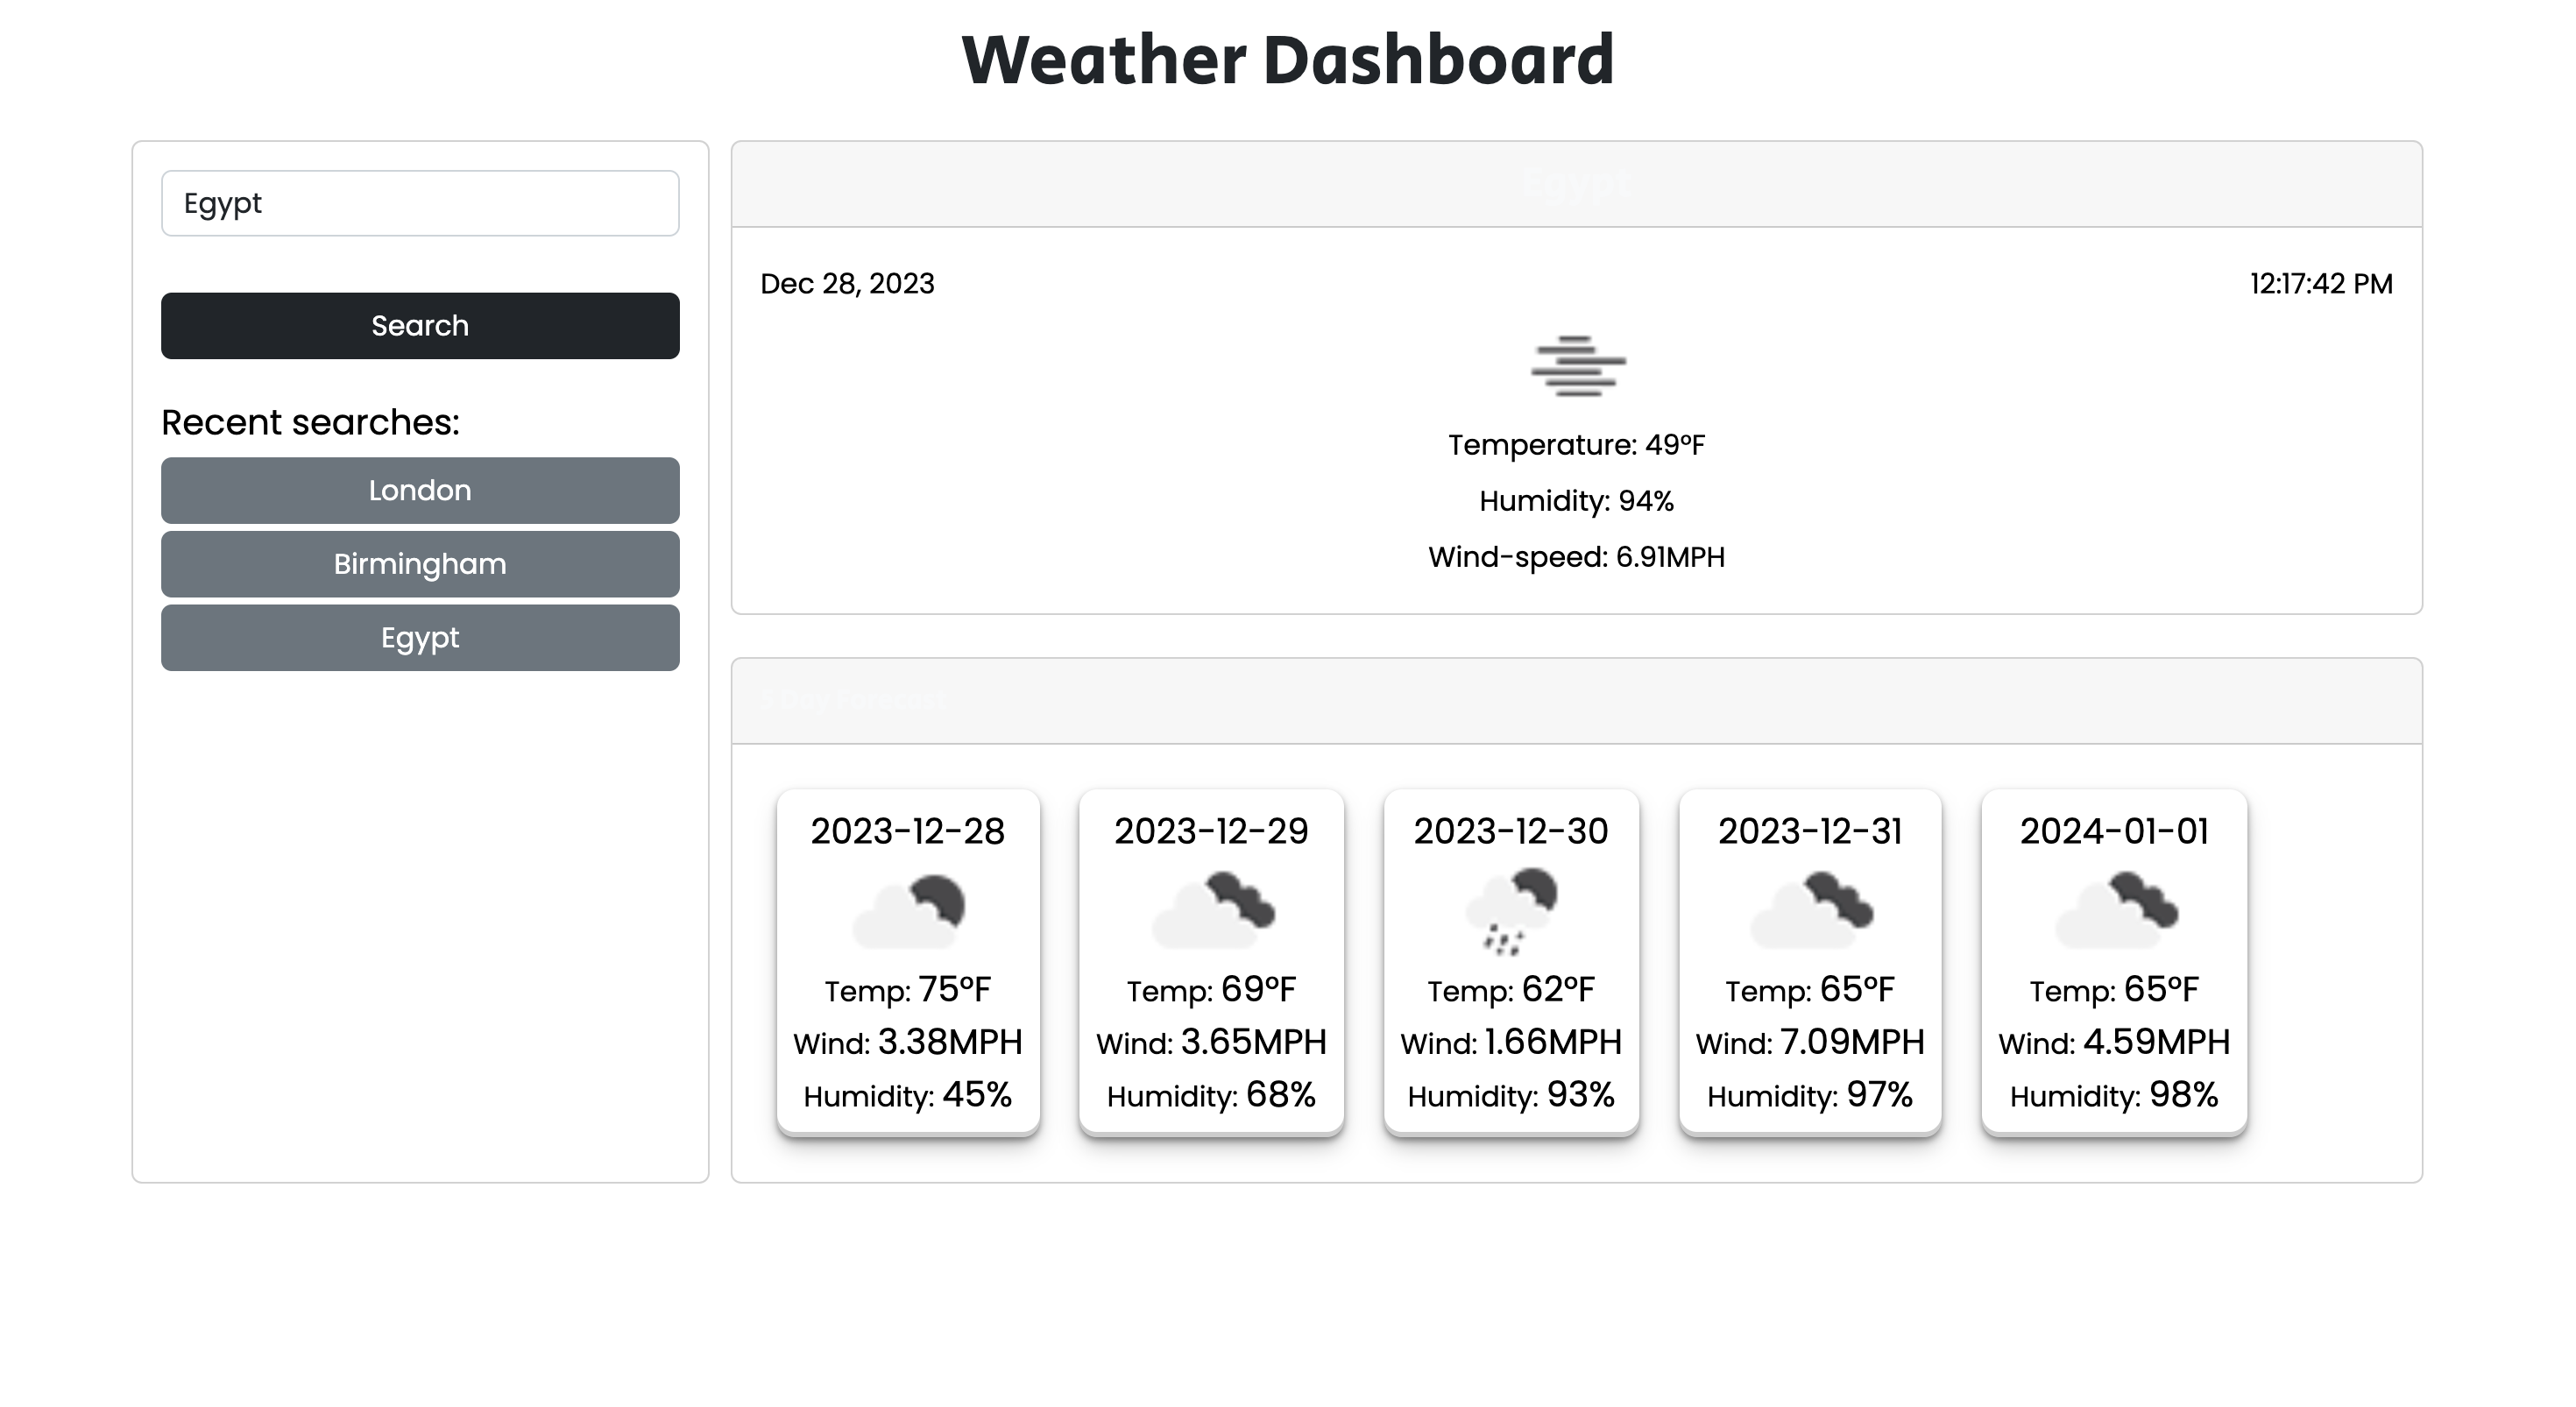 Weather Dashboard
Egypt
Search
Recent searches:
London
Birmingham
Egypt
Egypt
Dec 28, 2023 12:17:42 PM
Temperature: 49°F
Humidity: 94%
Wind-speed: 6.91MPH
5 Day Forecast
2023-12-28
Temp: 75°F
Wind: 3.38MPH
Humidity: 45%
2023-12-29
Temp: 69°F
Wind: 3.65MPH
Humidity: 68%
2023-12-30
Temp: 62°F
Wind: 1.66MPH
Humidity: 93%
2023-12-31
Temp: 65°F
Wind: 7.09MPH
Humidity: 97%
2024-01-01
Temp: 65°F
Wind: 4.59MPH
Humidity: 98%